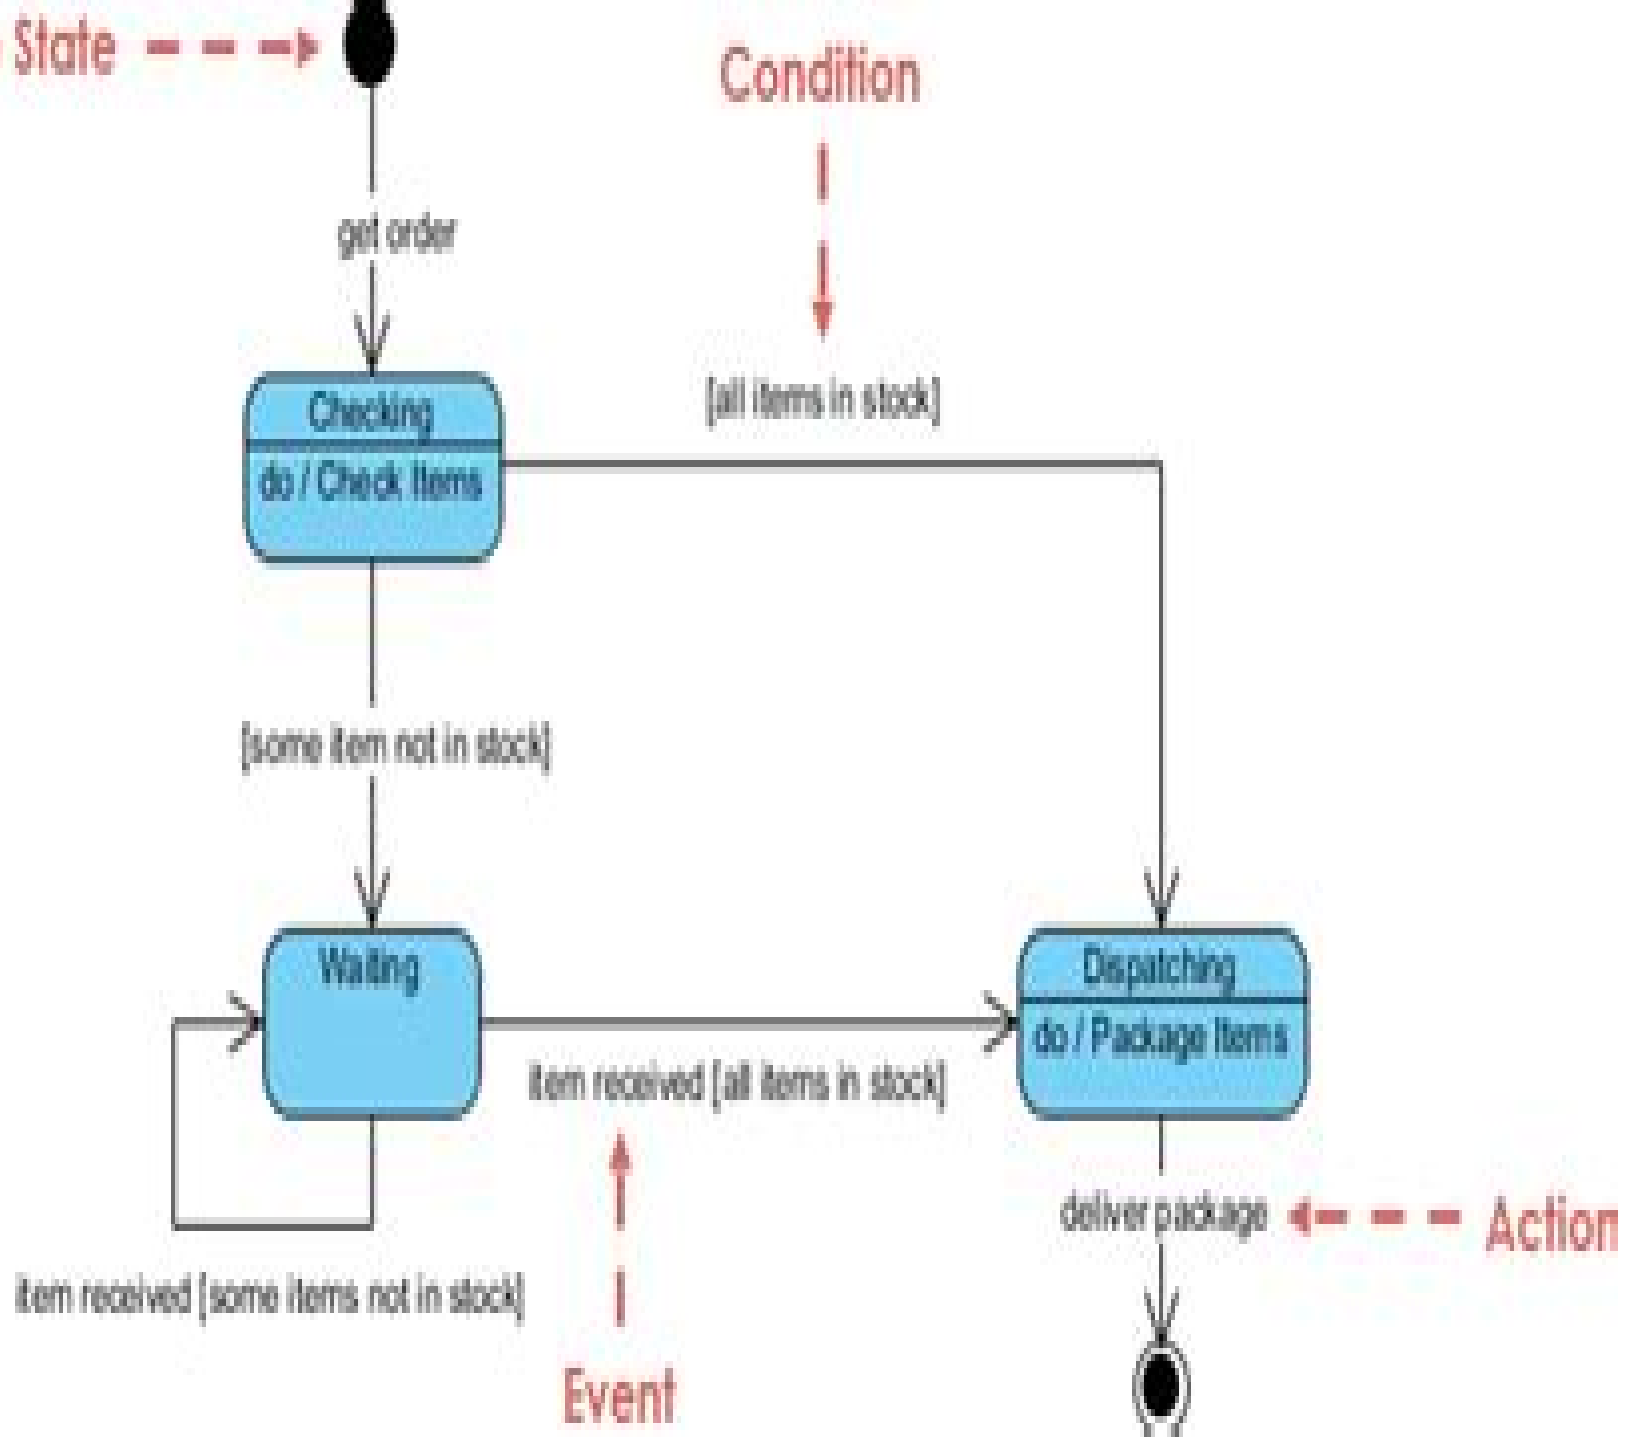 State
Condition
get order
[all items in stock]
Checking
do / Check Items
[some item not in stock]
Waiting
Dispatching
do / Package Items
item received [all items in stock]
deliver package
Action
item received [some items not in stock]
Event